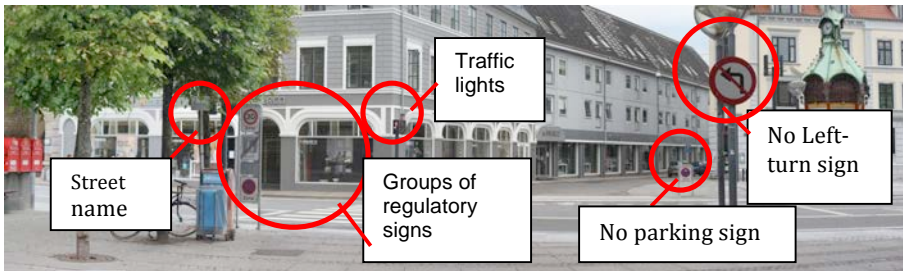 Traffic
lights
No Left-
turn sign
Street
name
Groups of
regulatory
signs
No parking sign